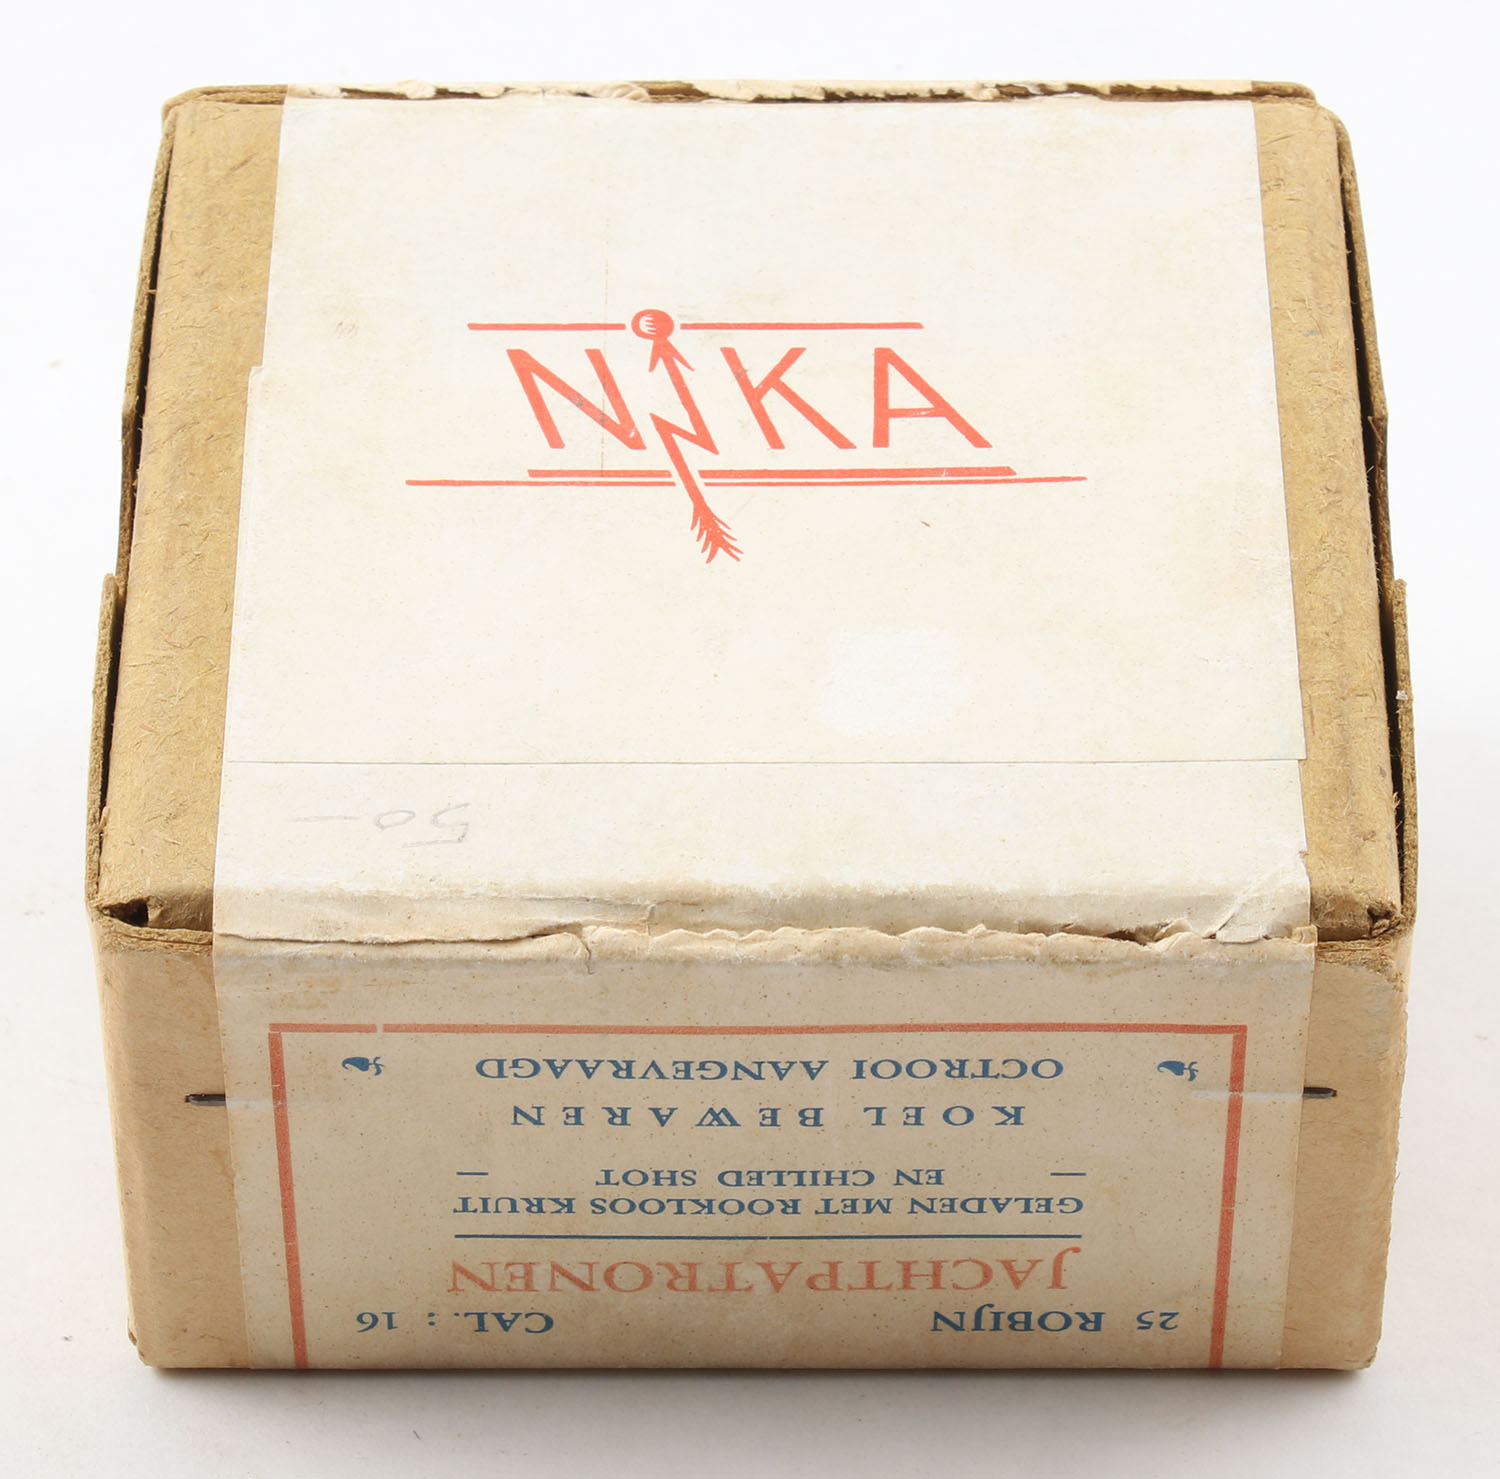 NIKA
50 —
25 ROBIJN CAL.: 16
JACHTPATRONEN
GELADEN MET ROOKLOOS KRUIT
— EN CHILLED SHOT —
KOEL BEWAREN
OCTROOI AANGEVRAAGD